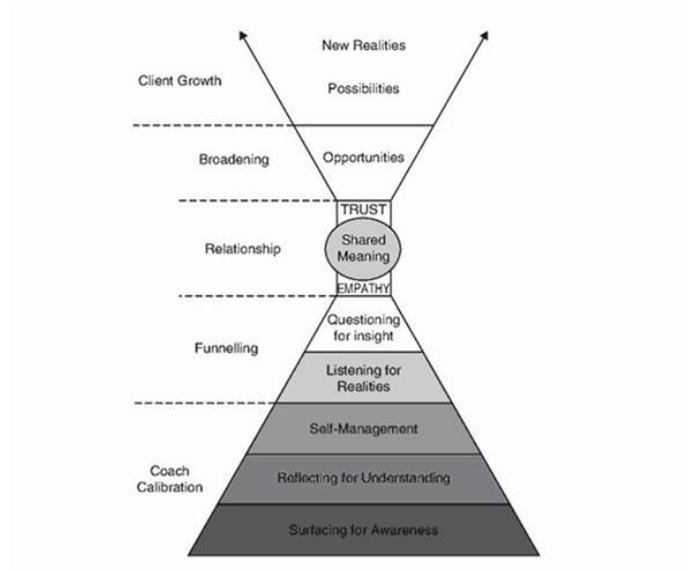 New Realities
Client Growth
Possibilities
Broadening
Opportunities
TRUST
Relationship
Shared
Meaning
EMPATHY
Questioning
for insight
Funnelling
Listening for
Realities
Self-Management
Coach
Calibration
Reflecting for Understanding
Surfacing for Awareness